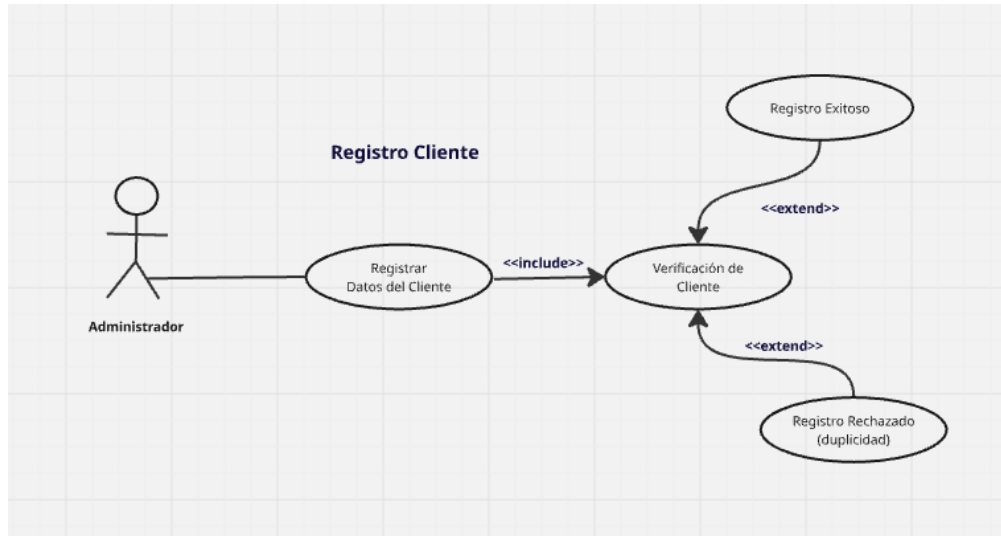 Registro Exitoso
Registro Cliente
<<extend>>
Registrar
Datos del Cliente
<<include>>
Verificación de
Cliente
Administrador
<<extend>>
Registro Rechazado
(duplicidad)